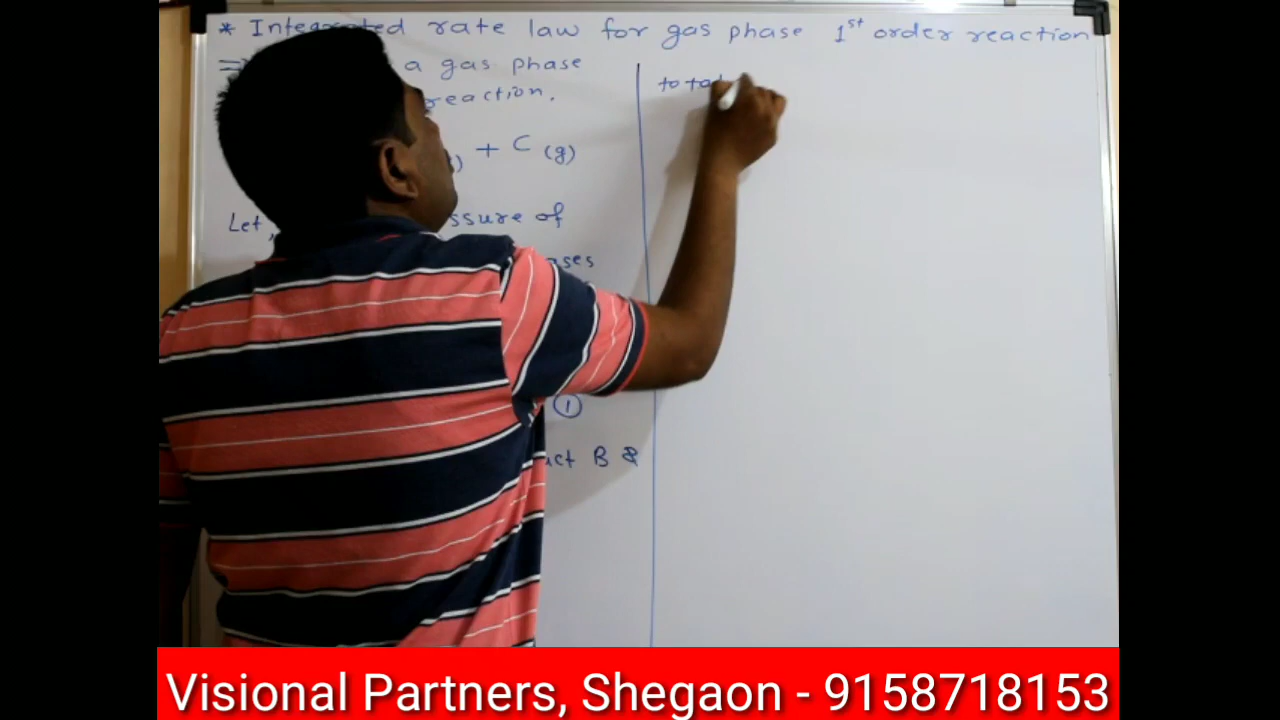 * Integrated rate law for gas phase 1st order reaction
⇒ a gas phase
reaction.
+ C (g)
Let, ssure of
ases
①
uct B &
total
Visional Partners, Shegaon - 9158718153